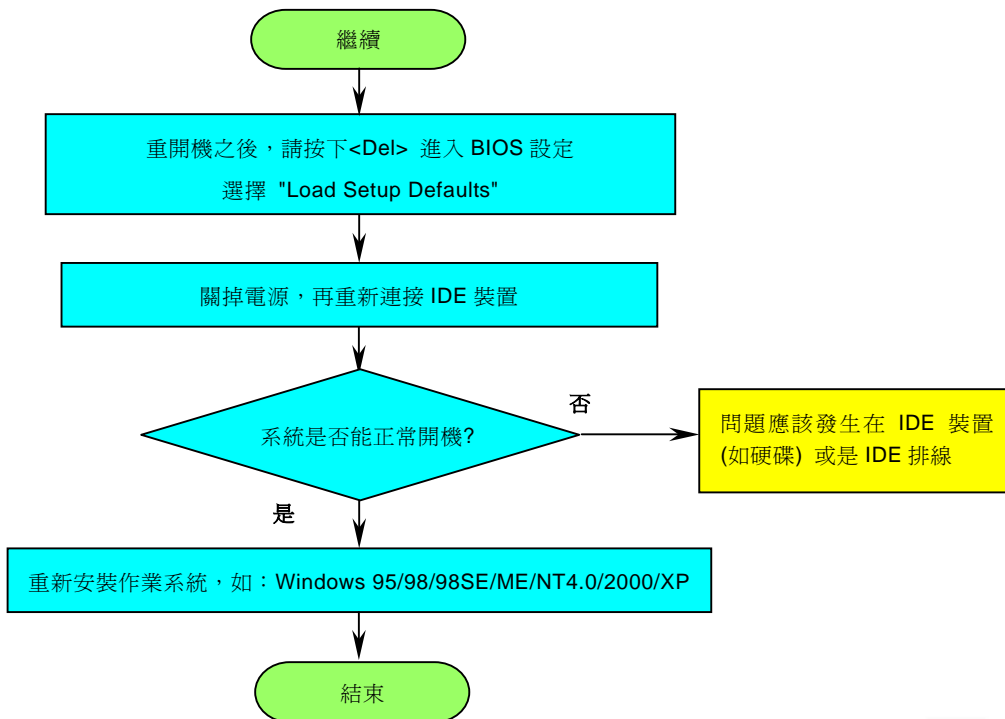 繼續
重開機之後，請按下<Del> 進入 BIOS 設定
選擇 "Load Setup Defaults"
關掉電源，再重新連接 IDE 裝置
系統是否能正常開機?
否
問題應該發生在 IDE 裝置
(如硬碟) 或是 IDE 排線
是
重新安裝作業系統，如：Windows 95/98/98SE/ME/NT4.0/2000/XP
結束